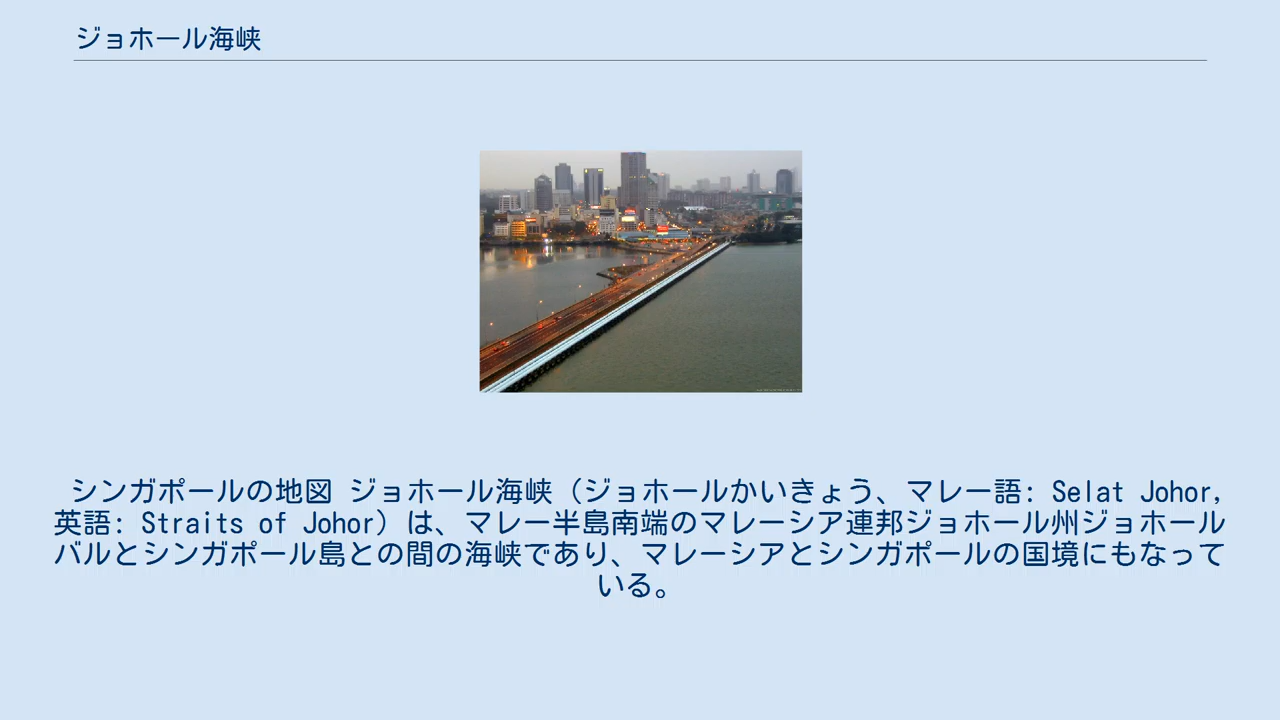 ジョホール海峡
シンガポールの地図 ジョホール海峡（ジョホールかいきょう、マレー語: Selat Johor,
英語: Straits of Johor）は、マレー半島南端のマレーシア連邦ジョホール州ジョホール
バルとシンガポール島との間の海峡であり、マレーシアとシンガポールの国境にもなって
いる。